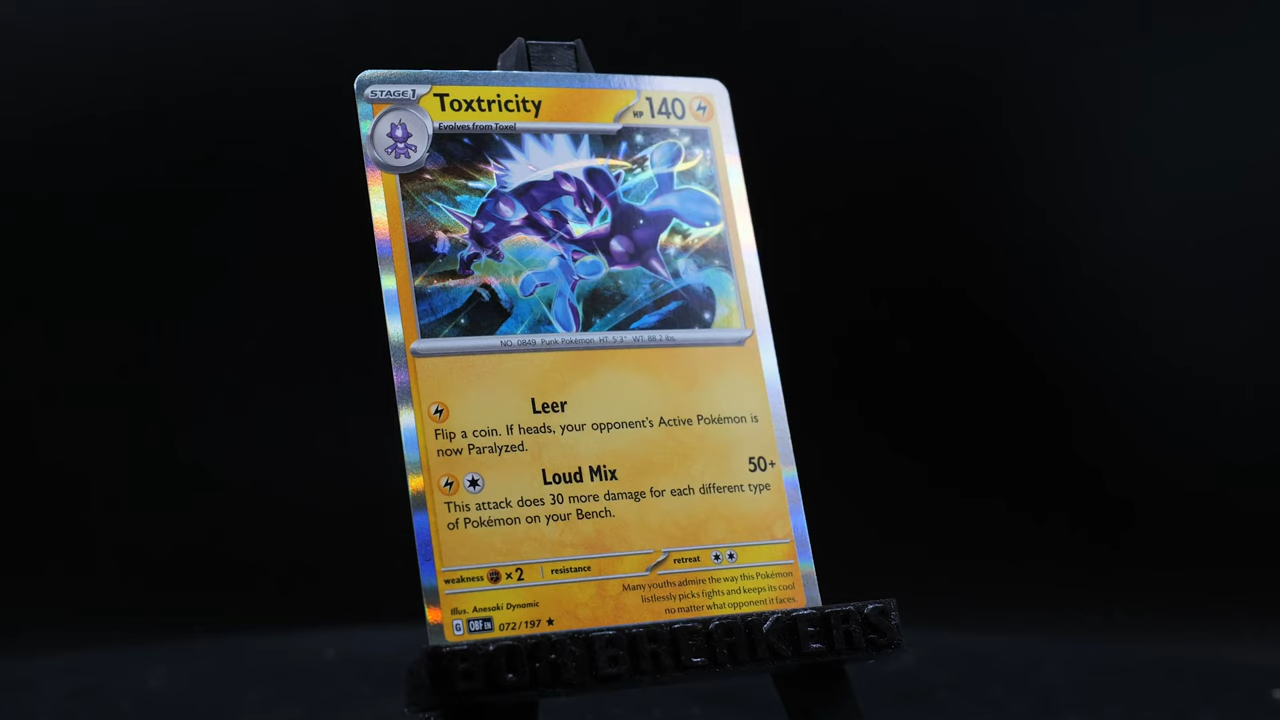 STAGE1
Toxtricity
HP 140
Evolves from Toxel
NO. 0849 Punk Pokémon HT: 5'3" WT: 88.2 lbs.
Leer
Flip a coin. If heads, your opponent's Active Pokémon is
now Paralyzed.
Loud Mix 50+
This attack does 30 more damage for each different type
of Pokémon on your Bench.
weakness ×2 resistance retreat
Many youths admire the way this Pokémon
listlessly picks fights and keeps its cool
no matter what opponent it faces.
Illus. Anesaki Dynamic
G OBF EN 072/197 ★
BOX BREAKERS